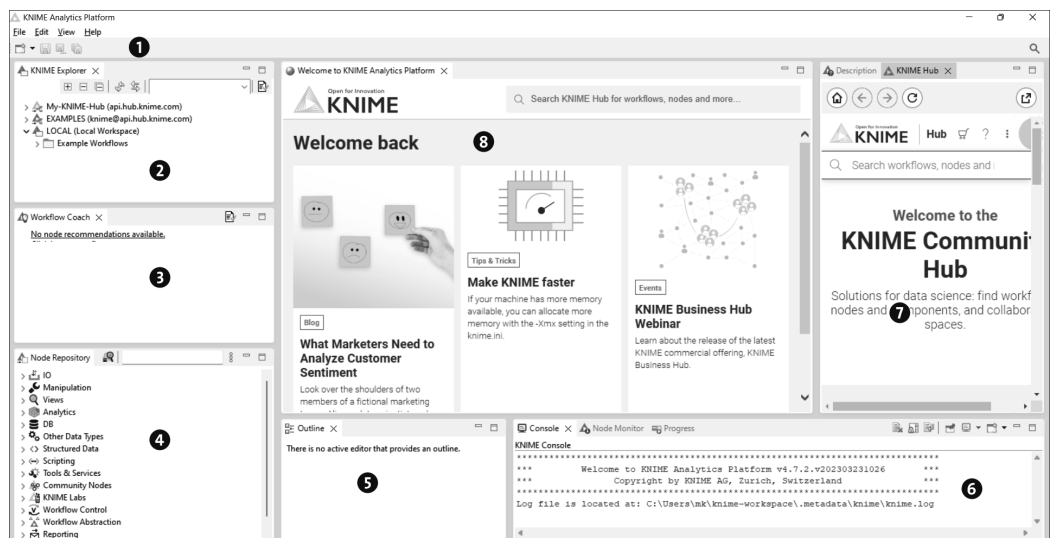 KNIME Analytics Platform
File Edit View Help
1
KNIME Explorer
My-KNIME-Hub (api.hub.knime.com)
EXAMPLES (knime@api.hub.knime.com)
LOCAL (Local Workspace)
Example Workflows
2
Workflow Coach
No node recommendations available.
3
Node Repository
IO
Manipulation
Views
Analytics
DB
Other Data Types
Structured Data
Scripting
Tools & Services
Community Nodes
KNIME Labs
Workflow Control
Workflow Abstraction
Reporting
4
Welcome to KNIME Analytics Platform
Open for Innovation
KNIME
Search KNIME Hub for workflows, nodes and more...
Welcome back
8
Blog
What Marketers Need to
Analyze Customer
Sentiment
Look over the shoulders of two
members of a fictional marketing
Tips & Tricks
Make KNIME faster
If your machine has more memory
available, you can allocate more
memory with the -Xmx setting in the
knime.ini.
Events
KNIME Business Hub
Webinar
Learn about the release of the latest
KNIME commercial offering, KNIME
Business Hub.
Description KNIME Hub
Open for Innovation
KNIME Hub ?
Search workflows, nodes and
Welcome to the
KNIME Communi
Hub
Solutions for data science: find workf
nodes and components, and collabor
spaces.
7
Outline
There is no active editor that provides an outline.
5
Console Node Monitor Progress
KNIME Console
********************************************************************************
*** Welcome to KNIME Analytics Platform v4.7.2.v202303231026 ***
*** Copyright by KNIME AG, Zurich, Switzerland ***
********************************************************************************
Log file is located at: C:\Users\mk\knime-workspace\.metadata\knime\knime.log
6